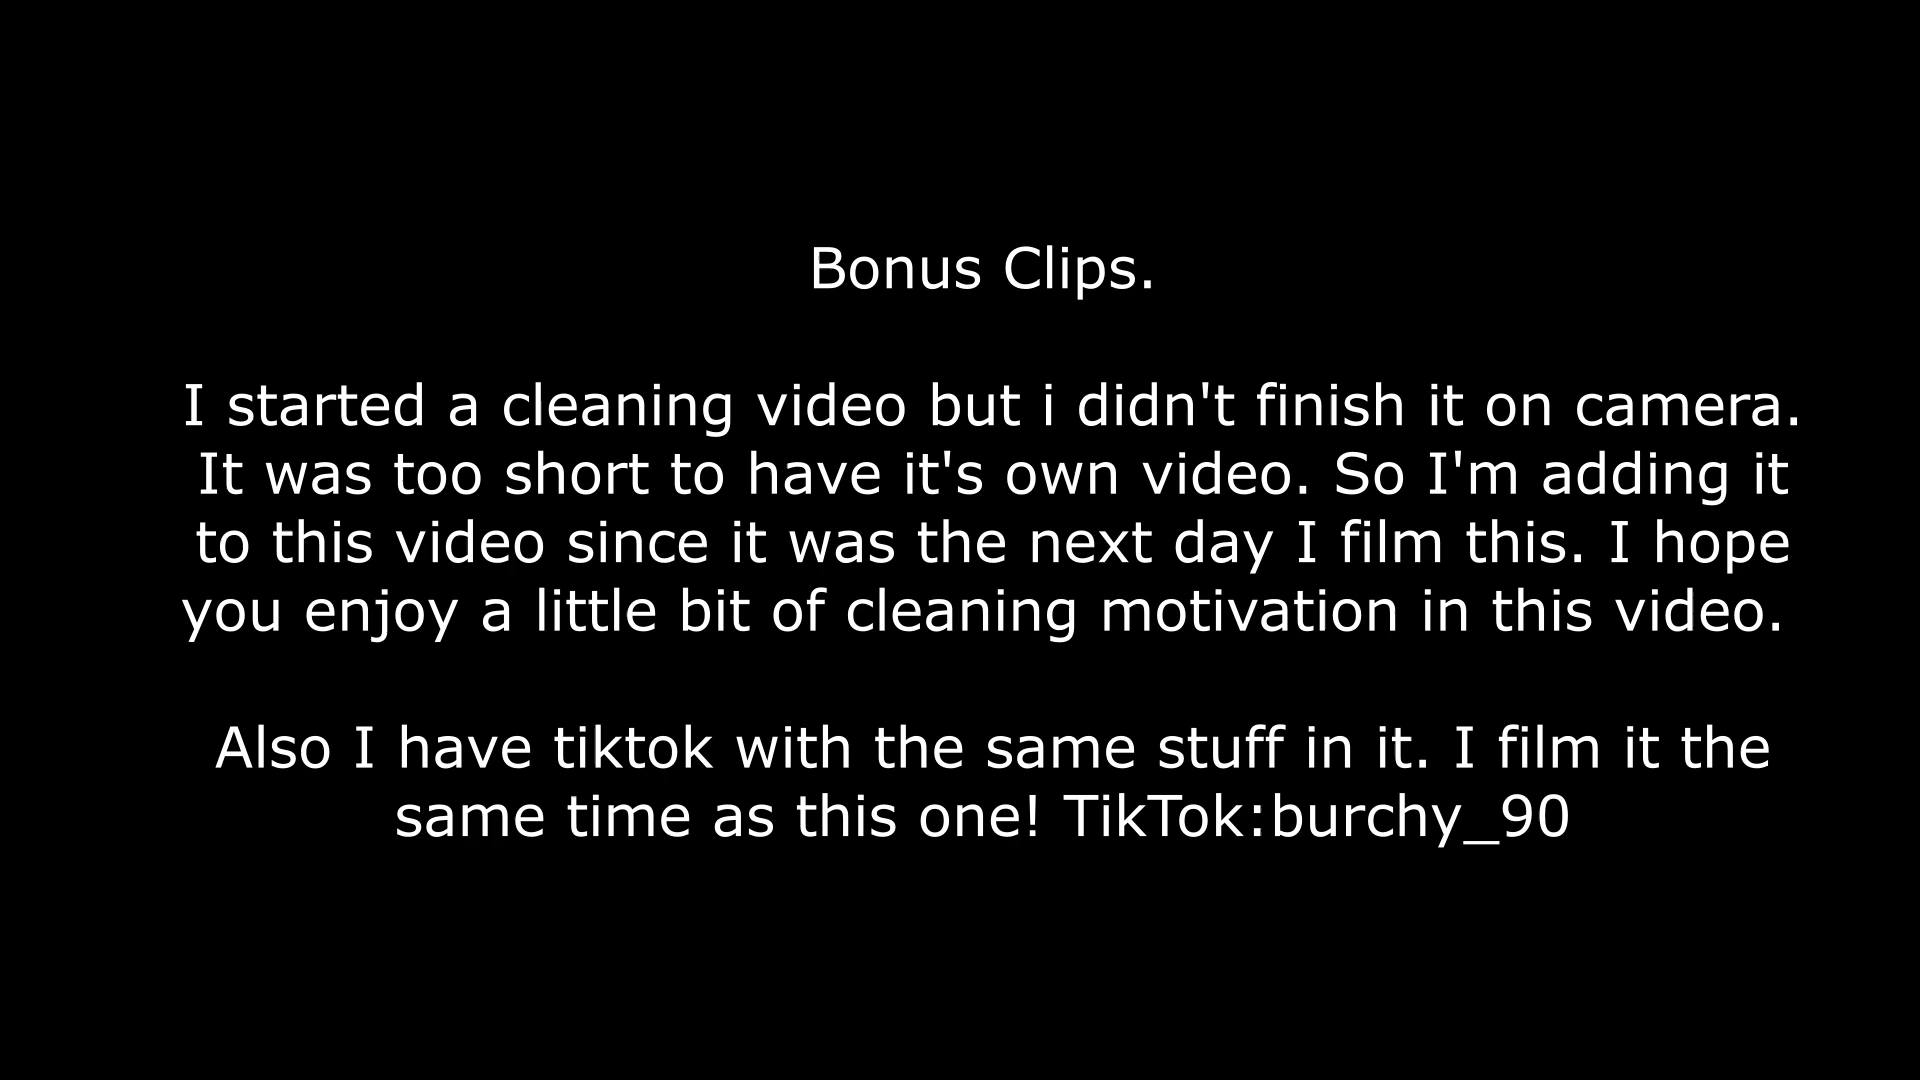 Bonus Clips.
I started a cleaning video but i didn't finish it on camera.
It was too short to have it's own video. So I'm adding it
to this video since it was the next day I film this. I hope
you enjoy a little bit of cleaning motivation in this video.
Also I have tiktok with the same stuff in it. I film it the
same time as this one! TikTok:burchy_90